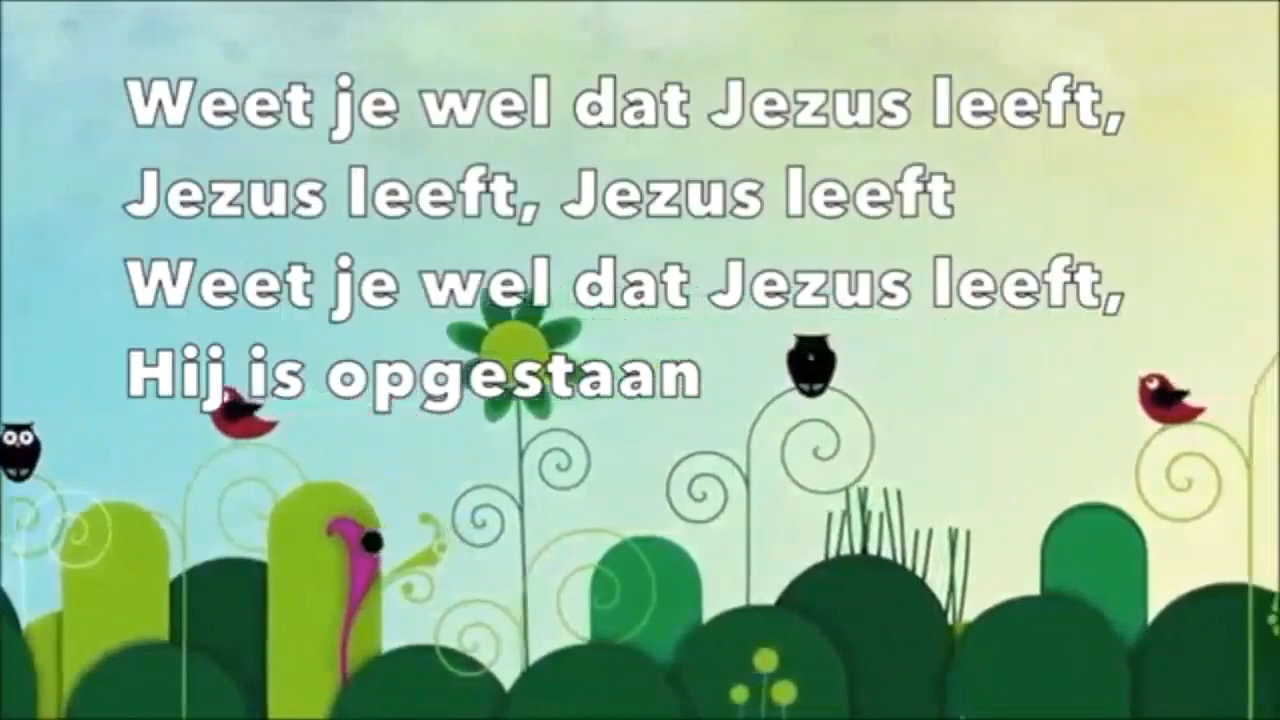 Weet je wel dat Jezus leeft,
Jezus leeft, Jezus leeft
Weet je wel dat Jezus leeft,
Hij is opgestaan